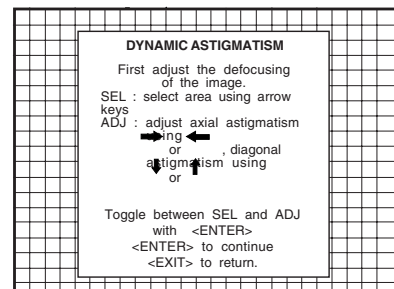 DYNAMIC ASTIGMATISM
First adjust the defocusing
of the image.
SEL : select area using arrow
keys
ADJ : adjust axial astigmatism
using
or , diagonal
astigmatism using
or
Toggle between SEL and ADJ
with <ENTER>
<ENTER> to continue
<EXIT> to return.